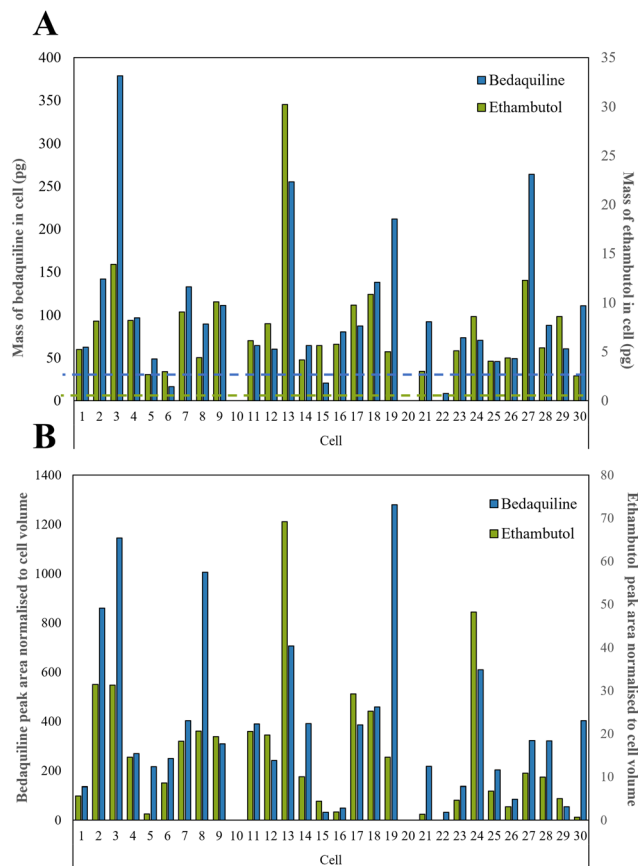 A
Mass of bedaquiline in cell (pg)
400
350
300
250
200
150
100
50
0
Bedaquiline
Ethambutol
35
30
25
20
15
10
5
0
Mass of ethambutol in cell (pg)
1 2 3 4 5 6 7 8 9 10 11 12 13 14 15 16 17 18 19 20 21 22 23 24 25 26 27 28 29 30
Cell
B
Bedaquiline peak area normalised to cell volume
1400
1200
1000
800
600
400
200
0
Bedaquiline
Ethambutol
80
70
60
50
40
30
20
10
0
Ethambutol peak area normalised to cell volume
1 2 3 4 5 6 7 8 9 10 11 12 13 14 15 16 17 18 19 20 21 22 23 24 25 26 27 28 29 30
Cell